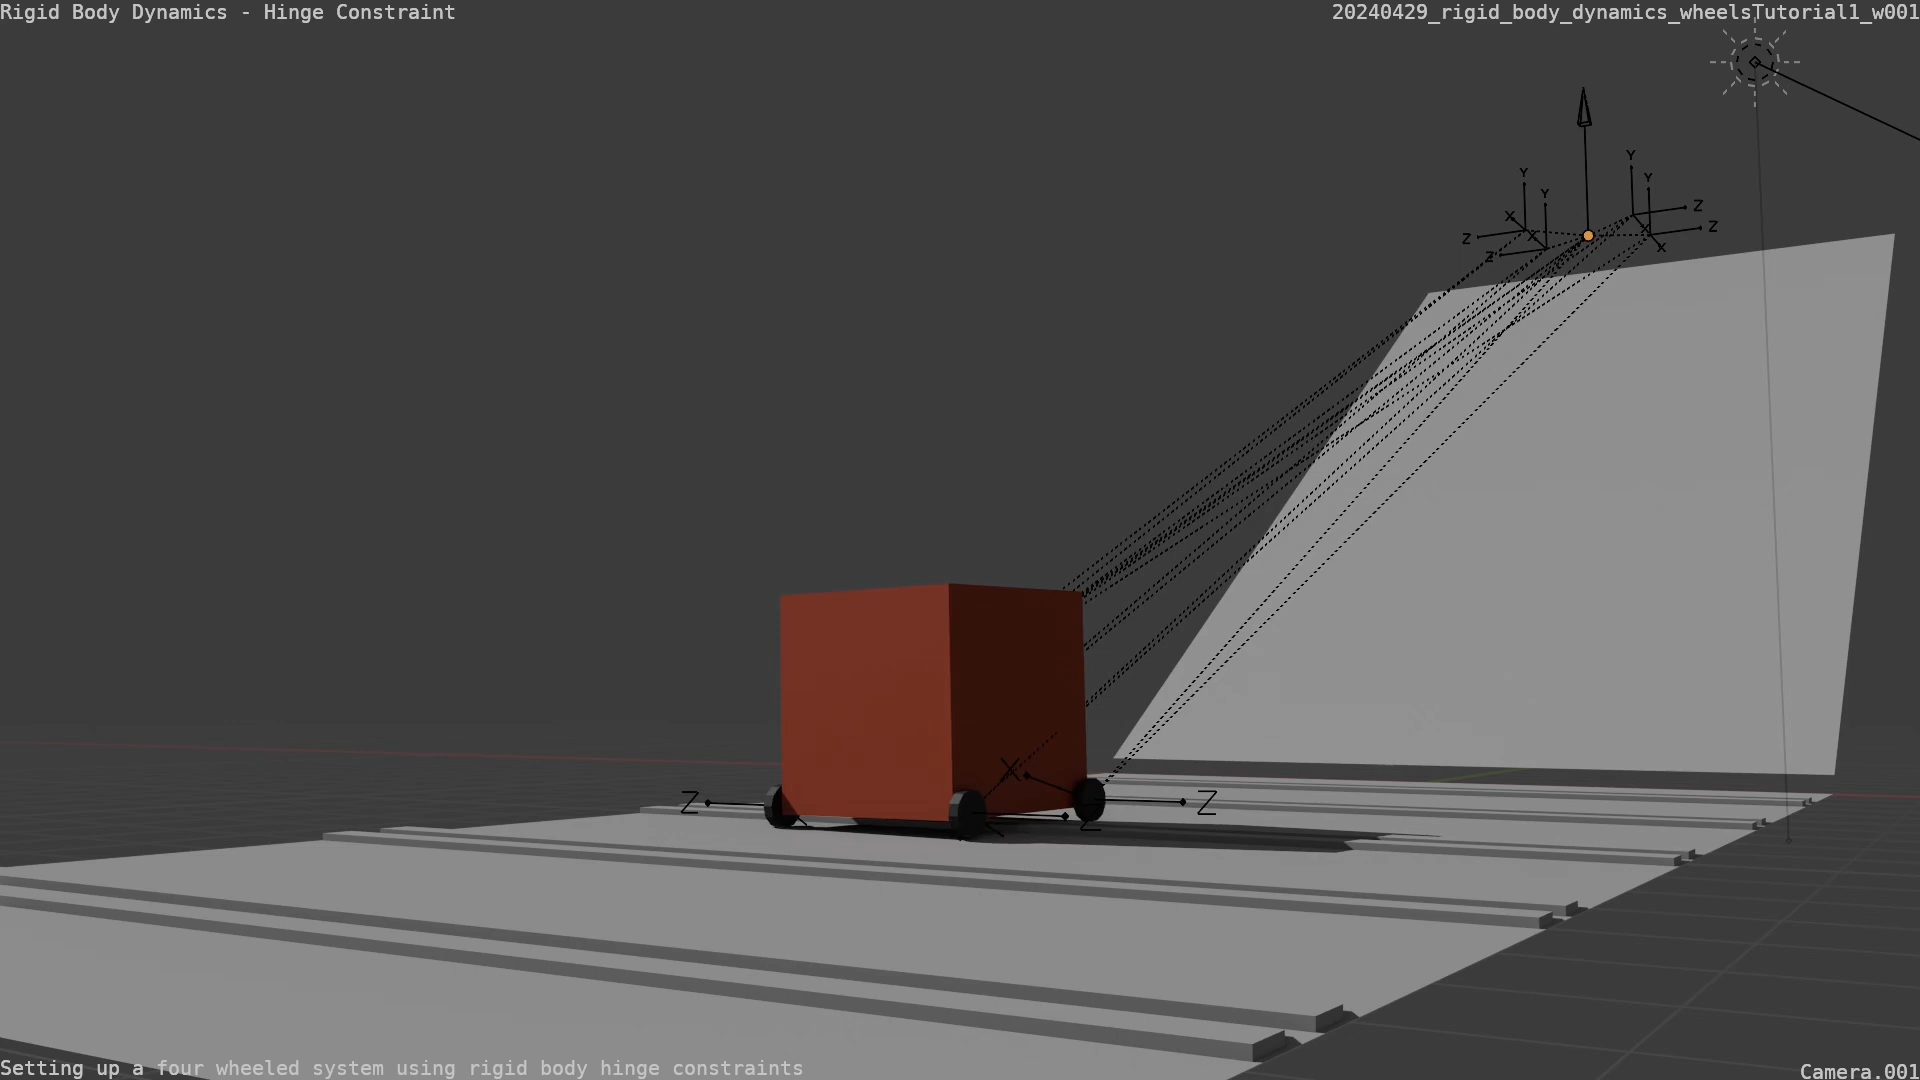 Rigid Body Dynamics - Hinge Constraint
20240429_rigid_body_dynamics_wheelsTutorial1_w001
Y
Y
Y
Y
X
Z
Z
X
X
Z
Z
X
X
Z
Z
Z
Setting up a four wheeled system using rigid body hinge constraints
Camera.001